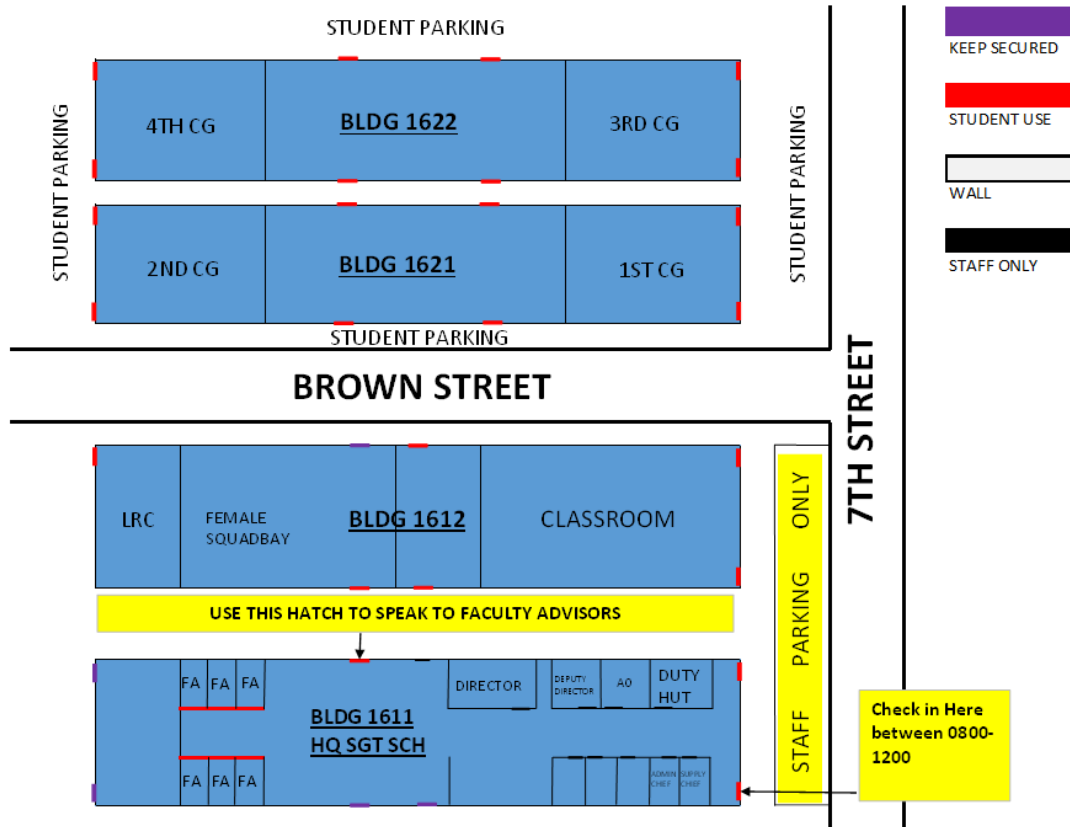 STUDENT PARKING
KEEP SECURED
STUDENT USE
WALL
STAFF ONLY
STUDENT PARKING
4TH CG
BLDG 1622
3RD CG
STUDENT PARKING
2ND CG
BLDG 1621
1ST CG
STUDENT PARKING
BROWN STREET
7TH STREET
LRC
FEMALE
SQUADBAY
BLDG 1612
CLASSROOM
STAFF PARKING ONLY
USE THIS HATCH TO SPEAK TO FACULTY ADVISORS
FA FA FA
DIRECTOR
DEPUTY
DIRECTOR
A0
DUTY
HUT
BLDG 1611
HQ SGT SCH
FA FA FA
ADMIN
CHIEF
SUPPLY
CHIEF
Check in Here
between 0800-
1200